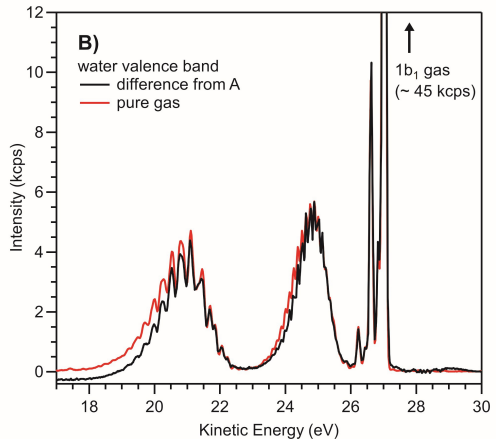 12
10
8
6
4
2
0
Intensity (kcps)
B)
water valence band
difference from A
pure gas
1b₁ gas
(~ 45 kcps)
18
20
22
24
26
28
30
Kinetic Energy (eV)